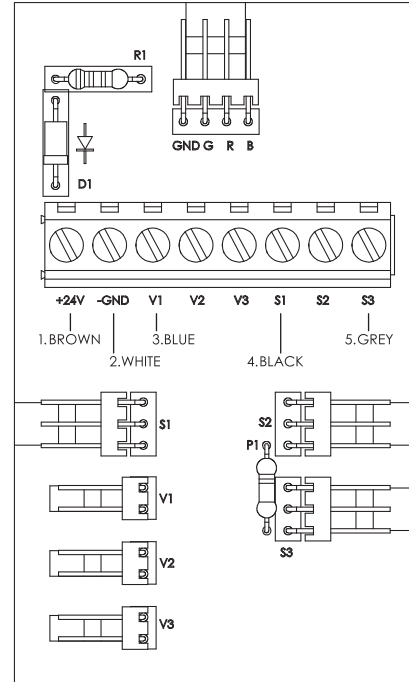 R1
GND G R B
D1
+24V -GND V1 V2 V3 S1 S2 S3
1.BROWN 3.BLUE 5.GREY
2.WHITE 4.BLACK
S1 S2
P1
V1
S3
V2
V3